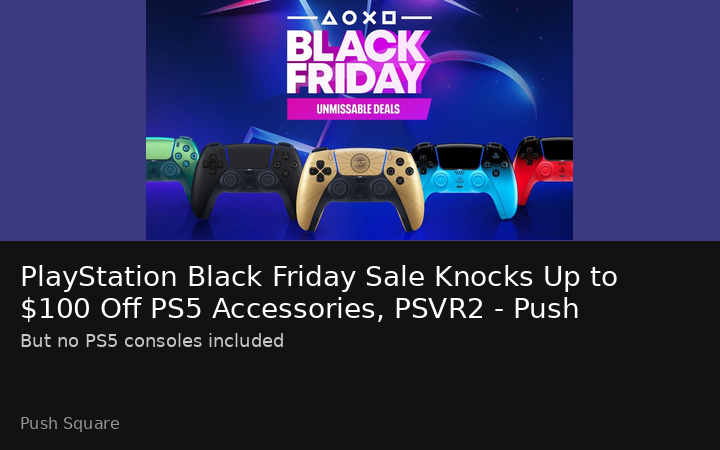 BLACK
FRIDAY
UNMISSABLE DEALS
PlayStation Black Friday Sale Knocks Up to
$100 Off PS5 Accessories, PSVR2 - Push
But no PS5 consoles included
Push Square